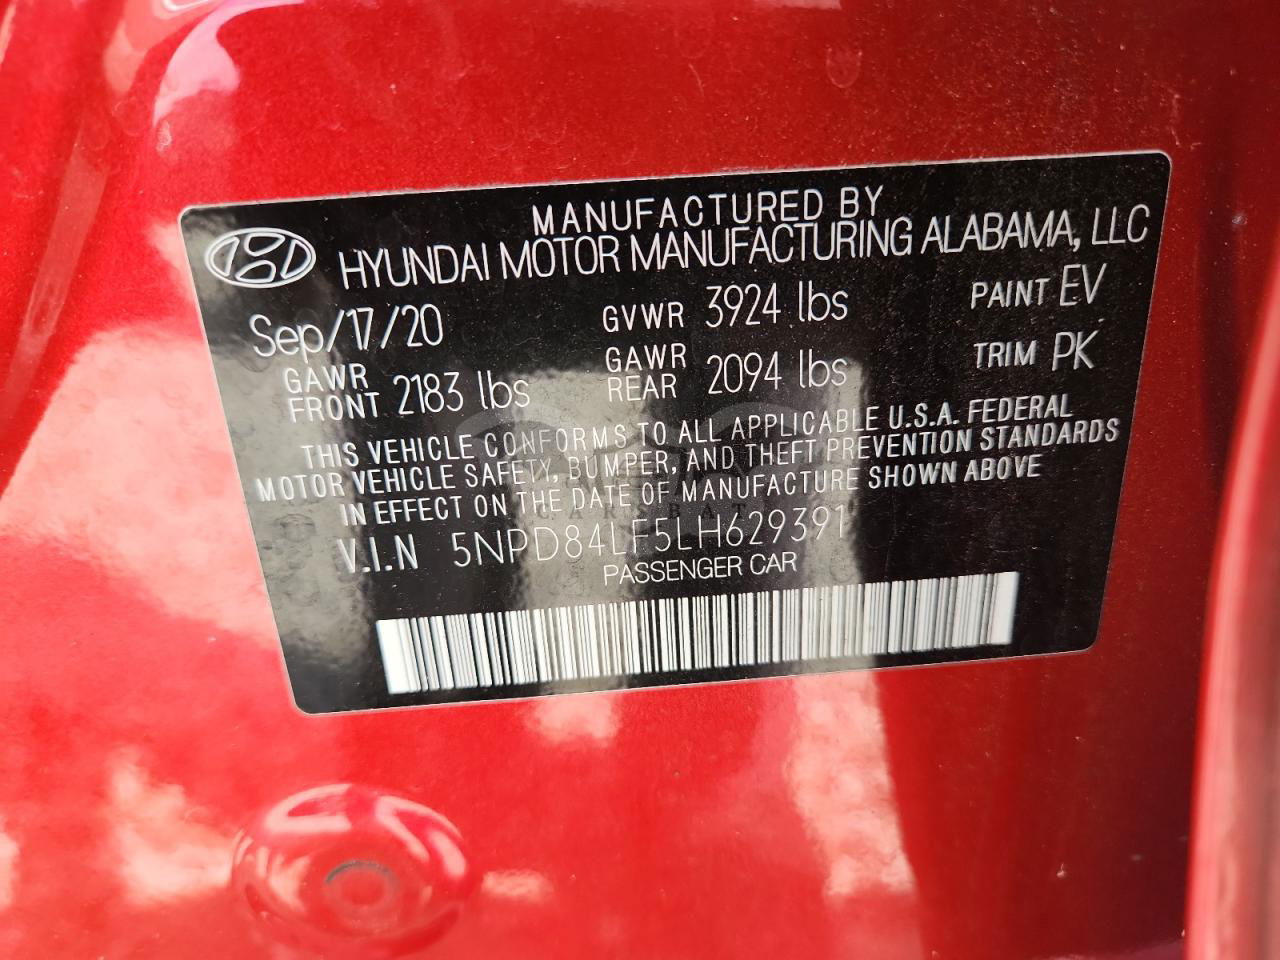 MANUFACTURED BY
HYUNDAI MOTOR MANUFACTURING ALABAMA, LLC
Sep/17/20 GVWR 3924 lbs PAINT EV
GAWR FRONT 2183 lbs GAWR REAR 2094 lbs TRIM PK
THIS VEHICLE CONFORMS TO ALL APPLICABLE U.S.A. FEDERAL
MOTOR VEHICLE SAFETY, BUMPER, AND THEFT PREVENTION STANDARDS
IN EFFECT ON THE DATE OF MANUFACTURE SHOWN ABOVE
V.I.N 5NPD84LF5LH629391
PASSENGER CAR